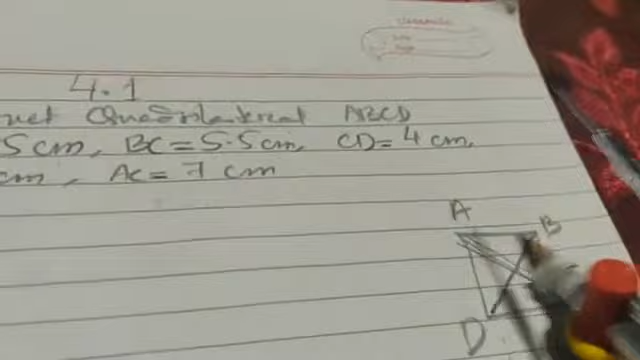 4.1
Quadrilateral ABCD
5 cm, BC = 5.5 cm, CD = 4 cm,
cm, AC = 7 cm
A
B
D